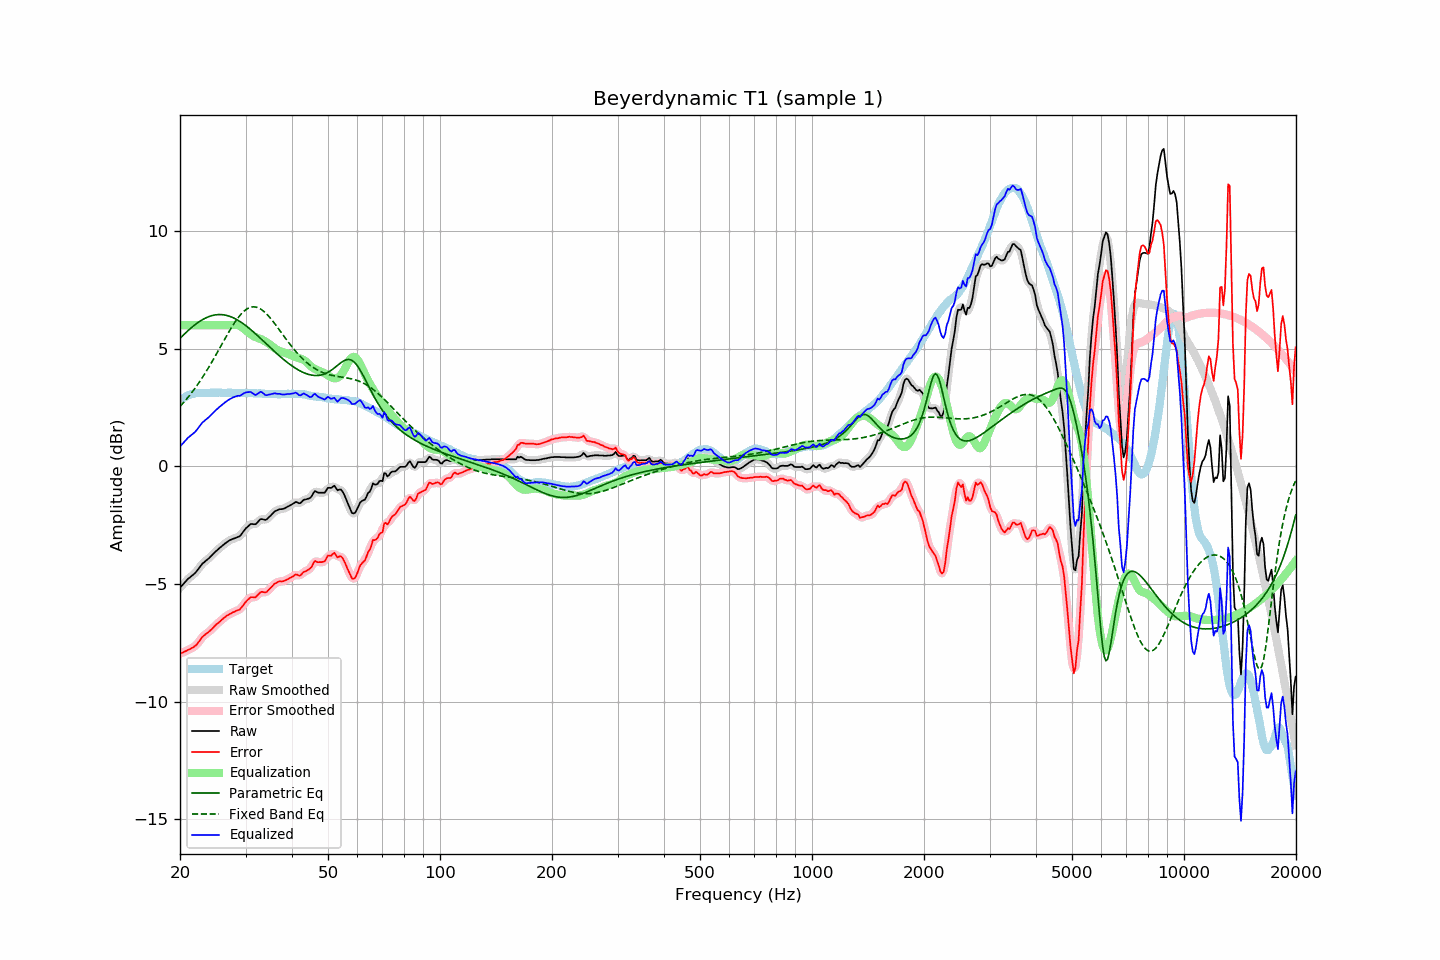 Beyerdynamic T1 (sample 1)
Amplitude (dBr)
10
5
0
−5
−10
−15
Target
Raw Smoothed
Error Smoothed
Raw
Error
Equalization
Parametric Eq
Fixed Band Eq
Equalized
20 50 100 200 500 1000 2000 5000 10000 20000
Frequency (Hz)